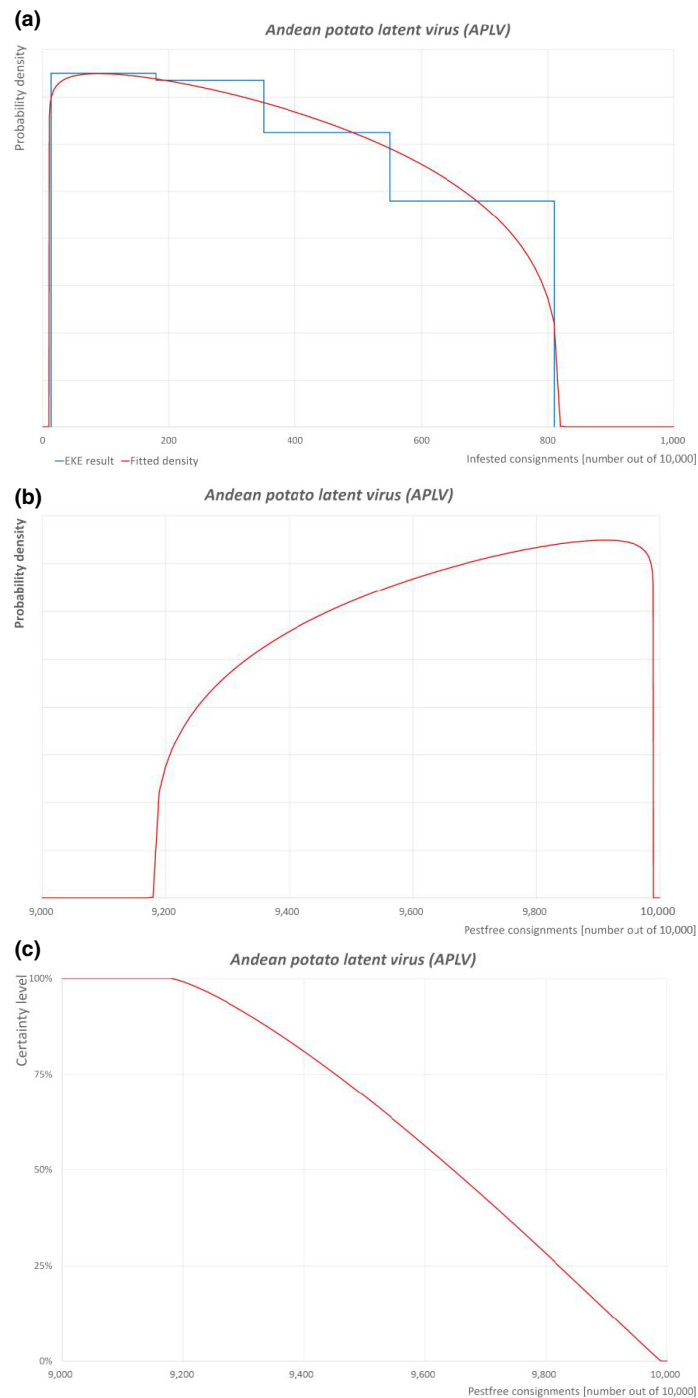 (a)
Andean potato latent virus (APLV)
Probability density
0 200 400 600 800 1,000
EKE result Fitted density Infested consignments [number out of 10,000]
(b)
Andean potato latent virus (APLV)
Probability density
9,000 9,200 9,400 9,600 9,800 10,000
Pestfree consignments [number out of 10,000]
(c)
Andean potato latent virus (APLV)
Certainty level
100%
75%
50%
25%
0%
9,000 9,200 9,400 9,600 9,800 10,000
Pestfree consignments [number out of 10,000]